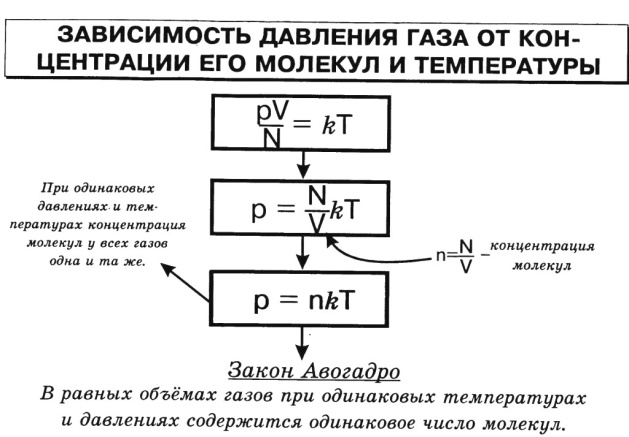 ЗАВИСИМОСТЬ ДАВЛЕНИЯ ГАЗА ОТ КОН-
ЦЕНТРАЦИИ ЕГО МОЛЕКУЛ И ТЕМПЕРАТУРЫ
pV/N = kT
При одинаковых
давлениях и тем-
пературах концентрация
молекул у всех газов
одна и та же.
p = N/V kT
n=N/V – концентрация
молекул
p = nkT
Закон Авогадро
В равных объёмах газов при одинаковых температурах
и давлениях содержится одинаковое число молекул.